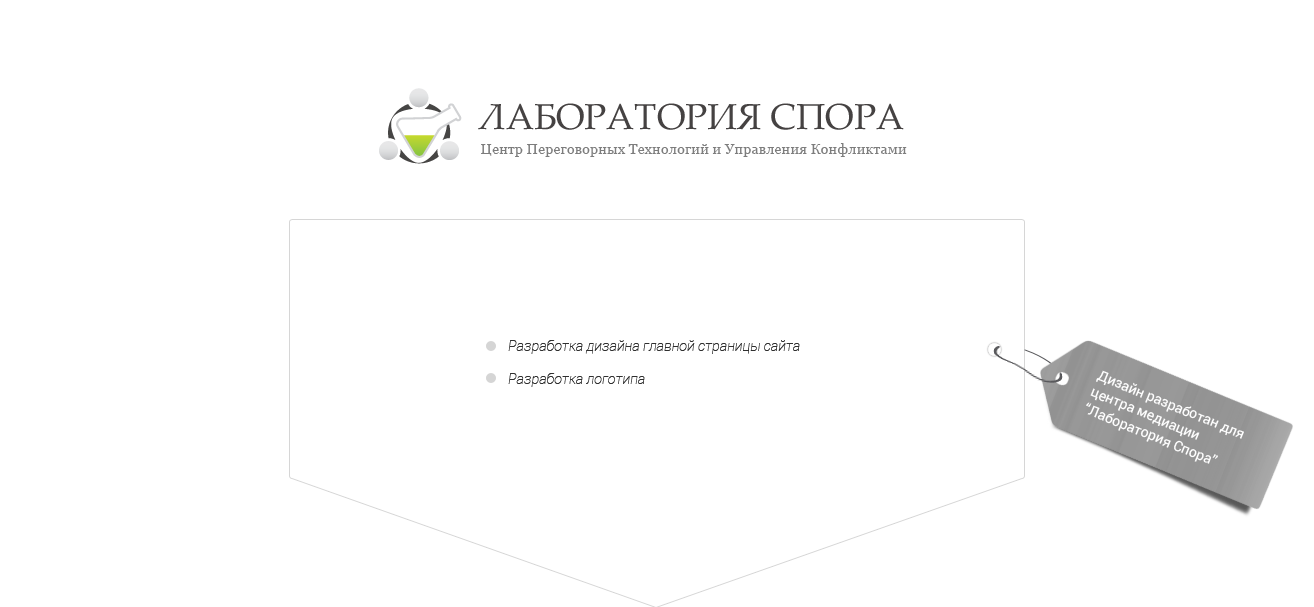 ЛАБОРАТОРИЯ СПОРА
Центр Переговорных Технологий и Управления Конфликтами
Разработка дизайна главной страницы сайта
Разработка логотипа
Дизайн разработан для
центра медиации
“Лаборатория Спора”